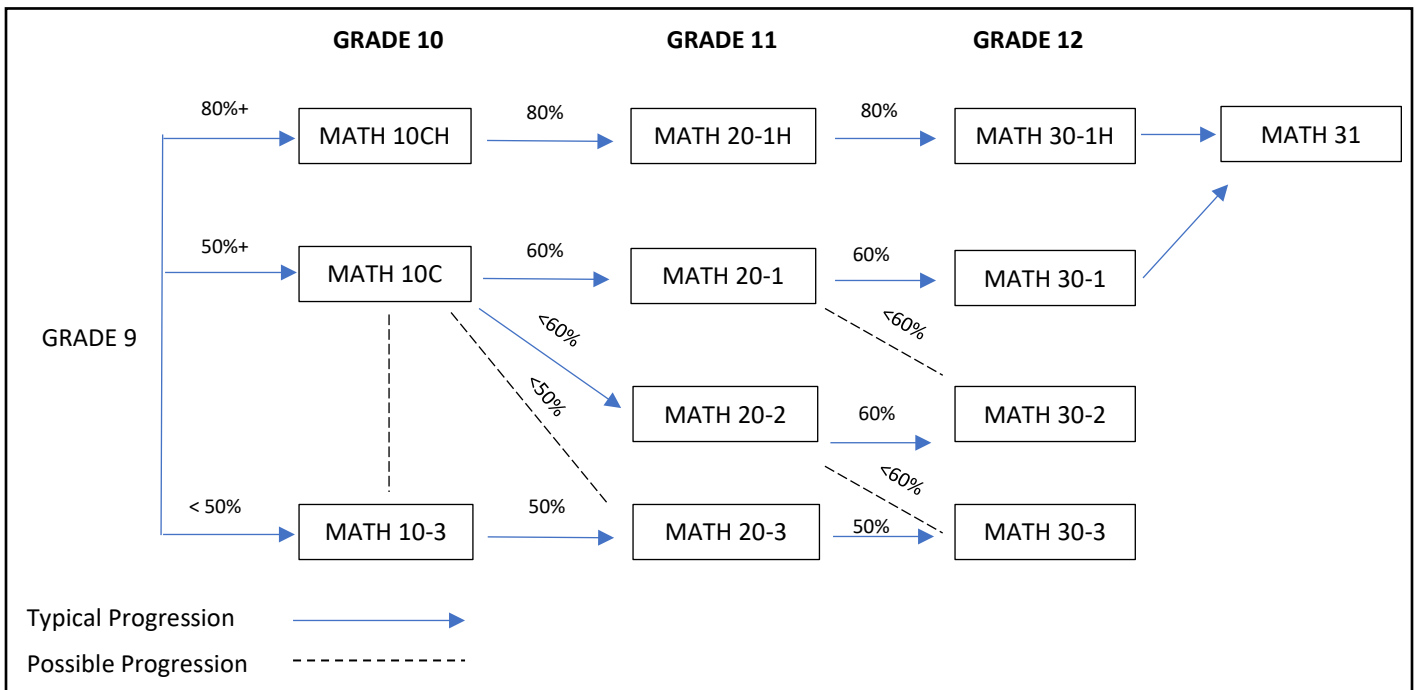 GRADE 10 GRADE 11 GRADE 12
80%+ 80% 80%
MATH 10CH MATH 20-1H MATH 30-1H MATH 31
50%+ 60% 60%
MATH 10C MATH 20-1 MATH 30-1
<60% <60%
GRADE 9
<50%
MATH 20-2 60% MATH 30-2
<60%
< 50% 50% 50%
MATH 10-3 MATH 20-3 MATH 30-3
Typical Progression
Possible Progression